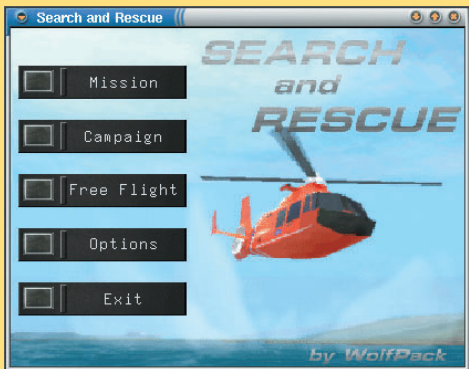 Search and Rescue
SEARCH
and
RESCUE
Mission
Campaign
Free Flight
Options
Exit
by WolfPack